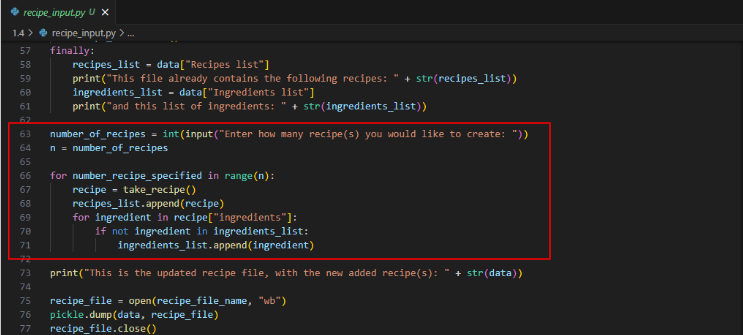 recipe_input.py U ×
1.4 > recipe_input.py > ...
57 finally:
58 recipes_list = data["Recipes list"]
59 print("This file already contains the following recipes: " + str(recipes_list))
60 ingredients_list = data["Ingredients list"]
61 print("and this list of ingredients: " + str(ingredients_list))
62
63 number_of_recipes = int(input("Enter how many recipe(s) you would like to create: "))
64 n = number_of_recipes
65
66 for number_recipe_specified in range(n):
67 recipe = take_recipe()
68 recipes_list.append(recipe)
69 for ingredient in recipe["ingredients"]:
70 if not ingredient in ingredients_list:
71 ingredients_list.append(ingredient)
72
73 print("This is the updated recipe file, with the new added recipe(s): " + str(data))
74
75 recipe_file = open(recipe_file_name, "wb")
76 pickle.dump(data, recipe_file)
77 recipe_file.close()